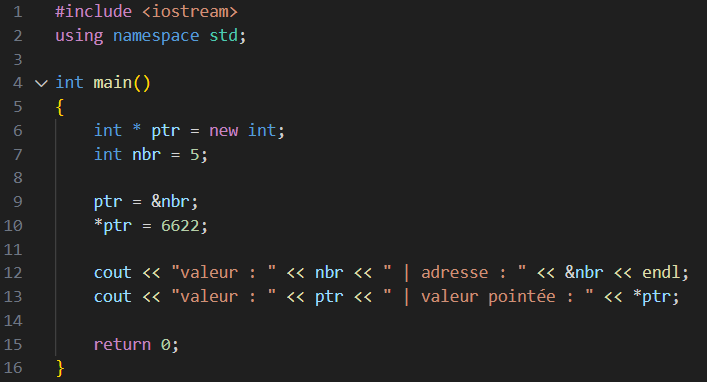 1 #include <iostream>
2 using namespace std;
3
4 int main()
5 {
6     int * ptr = new int;
7     int nbr = 5;
8
9     ptr = &nbr;
10     *ptr = 6622;
11
12     cout << "valeur : " << nbr << " | adresse : " << &nbr << endl;
13     cout << "valeur : " << ptr << " | valeur pointée : " << *ptr;
14
15     return 0;
16 }